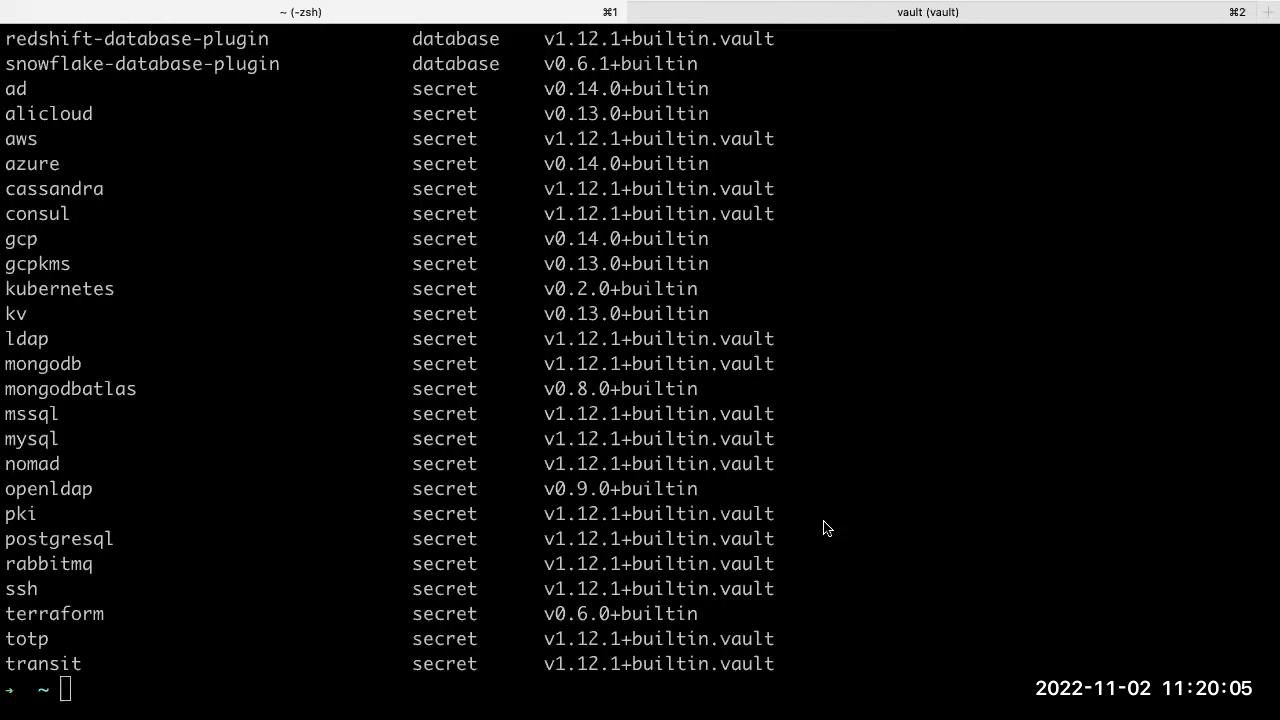 ~ (-zsh) ⌘1 vault (vault) ⌘2 +
redshift-database-plugin database v1.12.1+builtin.vault
snowflake-database-plugin database v0.6.1+builtin
ad secret v0.14.0+builtin
alicloud secret v0.13.0+builtin
aws secret v1.12.1+builtin.vault
azure secret v0.14.0+builtin
cassandra secret v1.12.1+builtin.vault
consul secret v1.12.1+builtin.vault
gcp secret v0.14.0+builtin
gcpkms secret v0.13.0+builtin
kubernetes secret v0.2.0+builtin
kv secret v0.13.0+builtin
ldap secret v1.12.1+builtin.vault
mongodb secret v1.12.1+builtin.vault
mongodbatlas secret v0.8.0+builtin
mssql secret v1.12.1+builtin.vault
mysql secret v1.12.1+builtin.vault
nomad secret v1.12.1+builtin.vault
openldap secret v0.9.0+builtin
pki secret v1.12.1+builtin.vault
postgresql secret v1.12.1+builtin.vault
rabbitmq secret v1.12.1+builtin.vault
ssh secret v1.12.1+builtin.vault
terraform secret v0.6.0+builtin
totp secret v1.12.1+builtin.vault
transit secret v1.12.1+builtin.vault
→ ~
2022-11-02 11:20:05